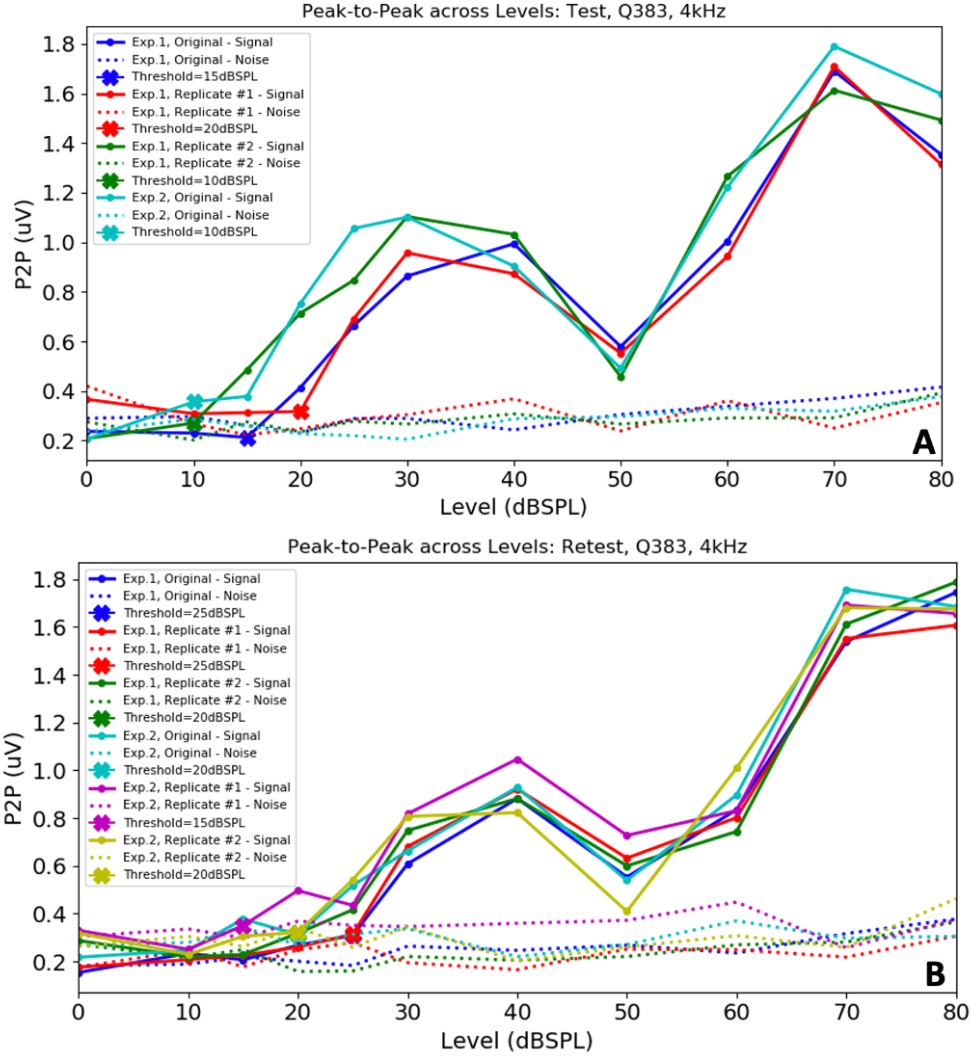 Peak-to-Peak across Levels: Test, Q383, 4kHz
Exp.1, Original - Signal
Exp.1, Original - Noise
Threshold=15dBSPL
Exp.1, Replicate #1 - Signal
Exp.1, Replicate #1 - Noise
Threshold=20dBSPL
Exp.1, Replicate #2 - Signal
Exp.1, Replicate #2 - Noise
Threshold=10dBSPL
Exp.2, Original - Signal
Exp.2, Original - Noise
Threshold=10dBSPL
1.8
1.6
1.4
1.2
1.0
0.8
0.6
0.4
0.2
P2P (uV)
A
0 10 20 30 40 50 60 70 80
Level (dBSPL)
Peak-to-Peak across Levels: Retest, Q383, 4kHz
Exp.1, Original - Signal
Exp.1, Original - Noise
Threshold=25dBSPL
Exp.1, Replicate #1 - Signal
Exp.1, Replicate #1 - Noise
Threshold=25dBSPL
Exp.1, Replicate #2 - Signal
Exp.1, Replicate #2 - Noise
Threshold=20dBSPL
Exp.2, Original - Signal
Exp.2, Original - Noise
Threshold=20dBSPL
Exp.2, Replicate #1 - Signal
Exp.2, Replicate #1 - Noise
Threshold=15dBSPL
Exp.2, Replicate #2 - Signal
Exp.2, Replicate #2 - Noise
Threshold=20dBSPL
1.8
1.6
1.4
1.2
1.0
0.8
0.6
0.4
0.2
P2P (uV)
B
0 10 20 30 40 50 60 70 80
Level (dBSPL)